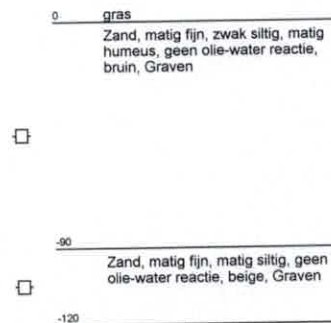 0 gras
Zand, matig fijn, zwak siltig, matig
humeus, geen olie-water reactie,
bruin, Graven
-90
Zand, matig fijn, matig siltig, geen
olie-water reactie, beige, Graven
-120